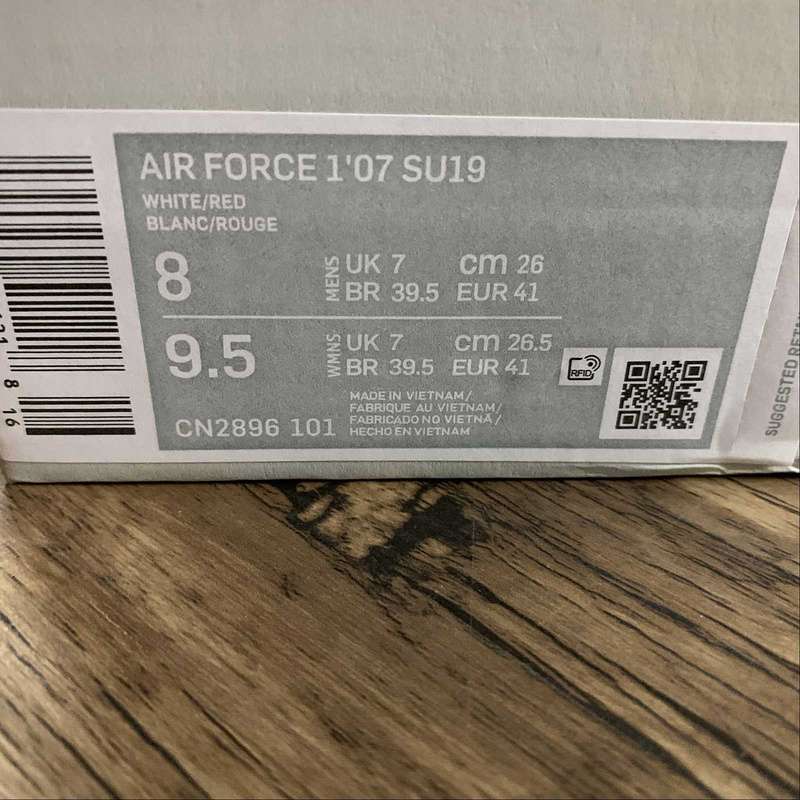 AIR FORCE 1'07 SU19
WHITE/RED
BLANC/ROUGE
8 MENS UK 7 cm 26
BR 39.5 EUR 41
9.5 WMNS UK 7 cm 26.5
BR 39.5 EUR 41
RFID
CN2896 101
MADE IN VIETNAM/
FABRIQUE AU VIETNAM/
FABRICADO NO VIETNÃ/
HECHO EN VIETNAM
8 16
SUGGESTED